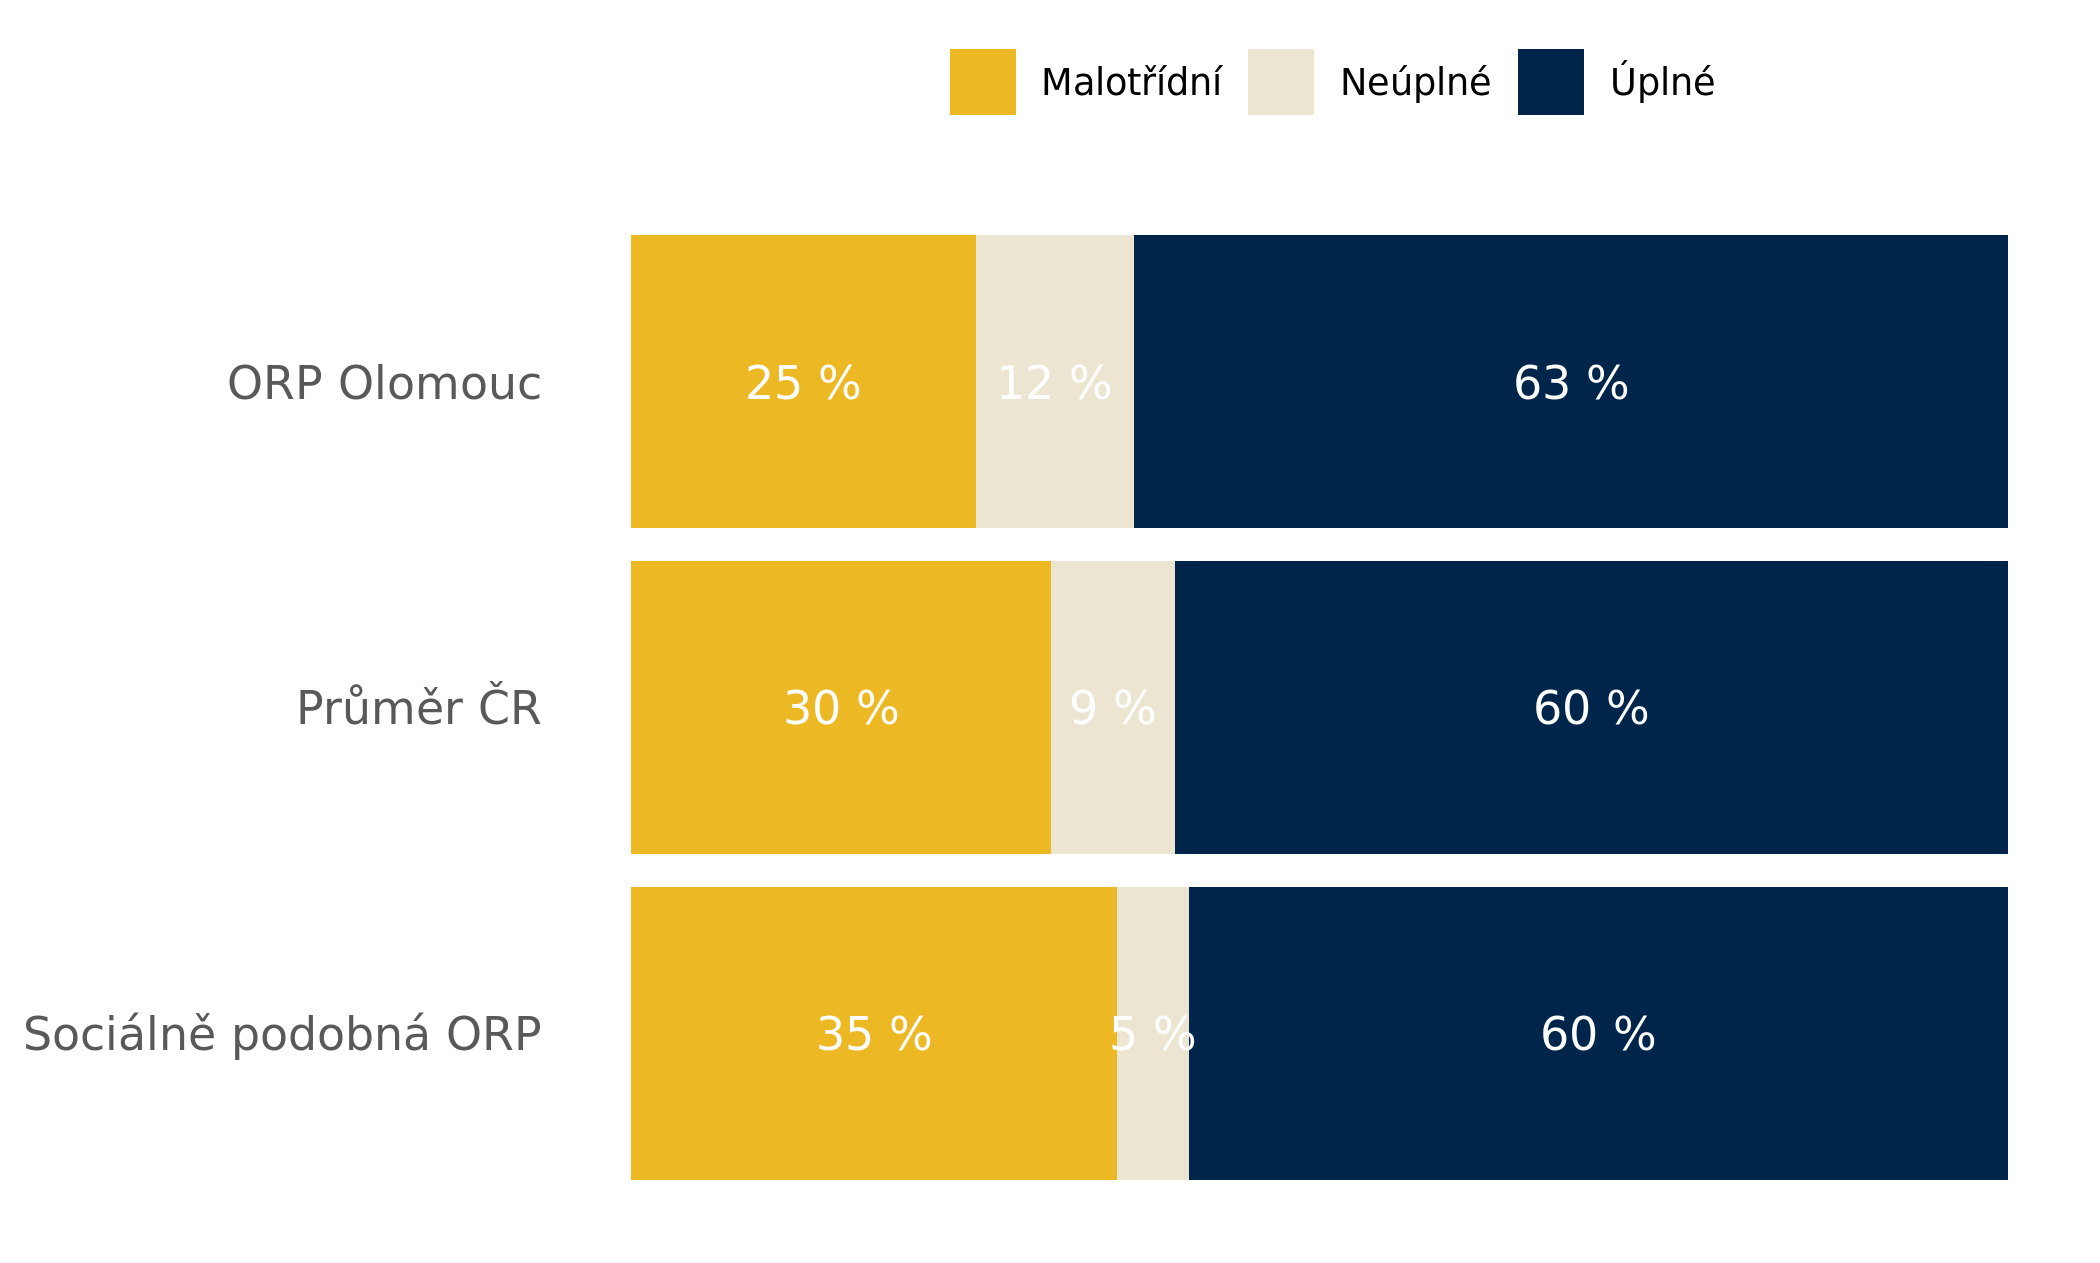 Malotřídní Neúplné Úplné
ORP Olomouc 25 % 12 % 63 %
Průměr ČR 30 % 9 % 60 %
Sociálně podobná ORP 35 % 5 % 60 %